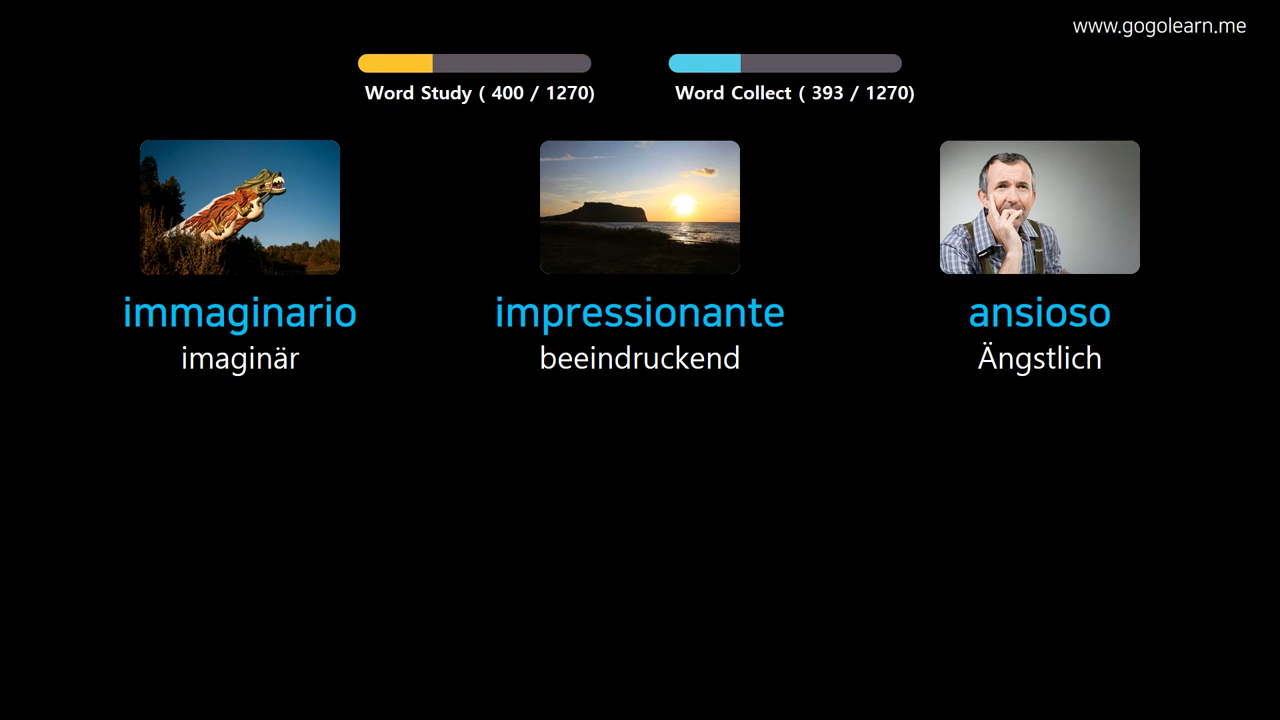 www.gogolearn.me
Word Study ( 400 / 1270)
Word Collect ( 393 / 1270)
immaginario
imaginär
impressionante
beeindruckend
ansioso
Ängstlich